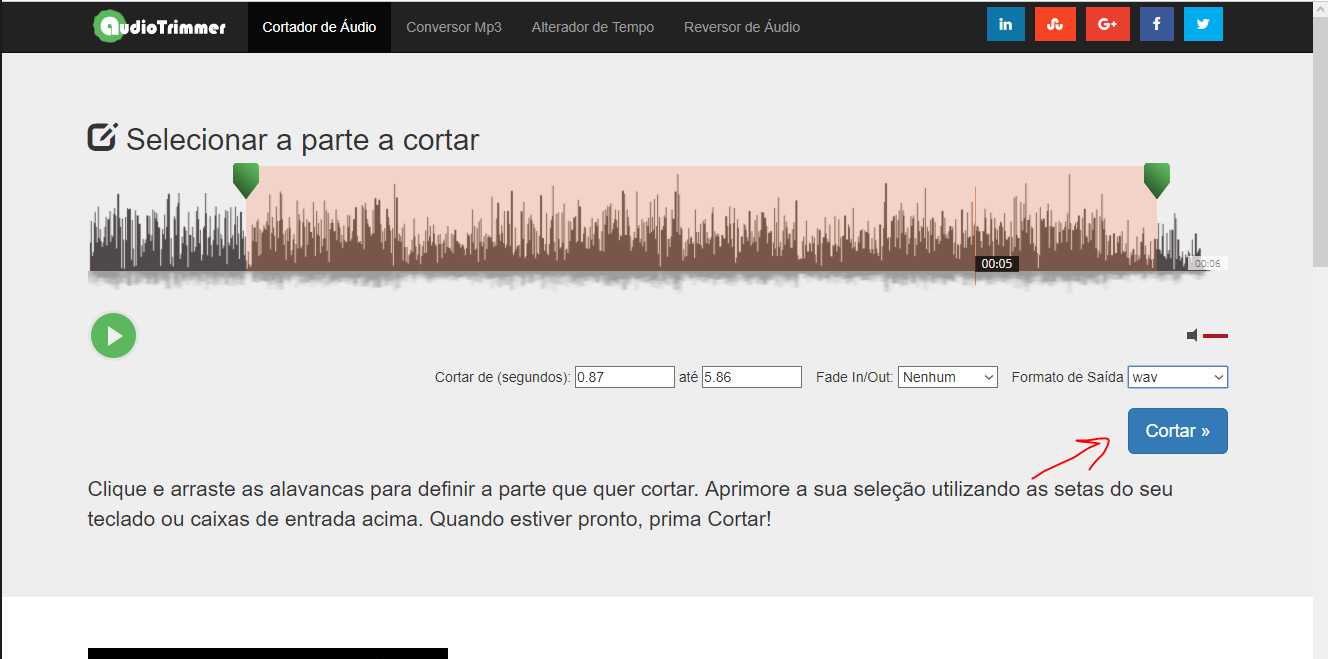 audioTrimmer Cortador de Áudio Conversor Mp3 Alterador de Tempo Reversor de Áudio in G+ f
Selecionar a parte a cortar
00:05 00:06
Cortar de (segundos): 0.87 até 5.86 Fade In/Out: Nenhum Formato de Saída wav
Cortar »
Clique e arraste as alavancas para definir a parte que quer cortar. Aprimore a sua seleção utilizando as setas do seu
teclado ou caixas de entrada acima. Quando estiver pronto, prima Cortar!